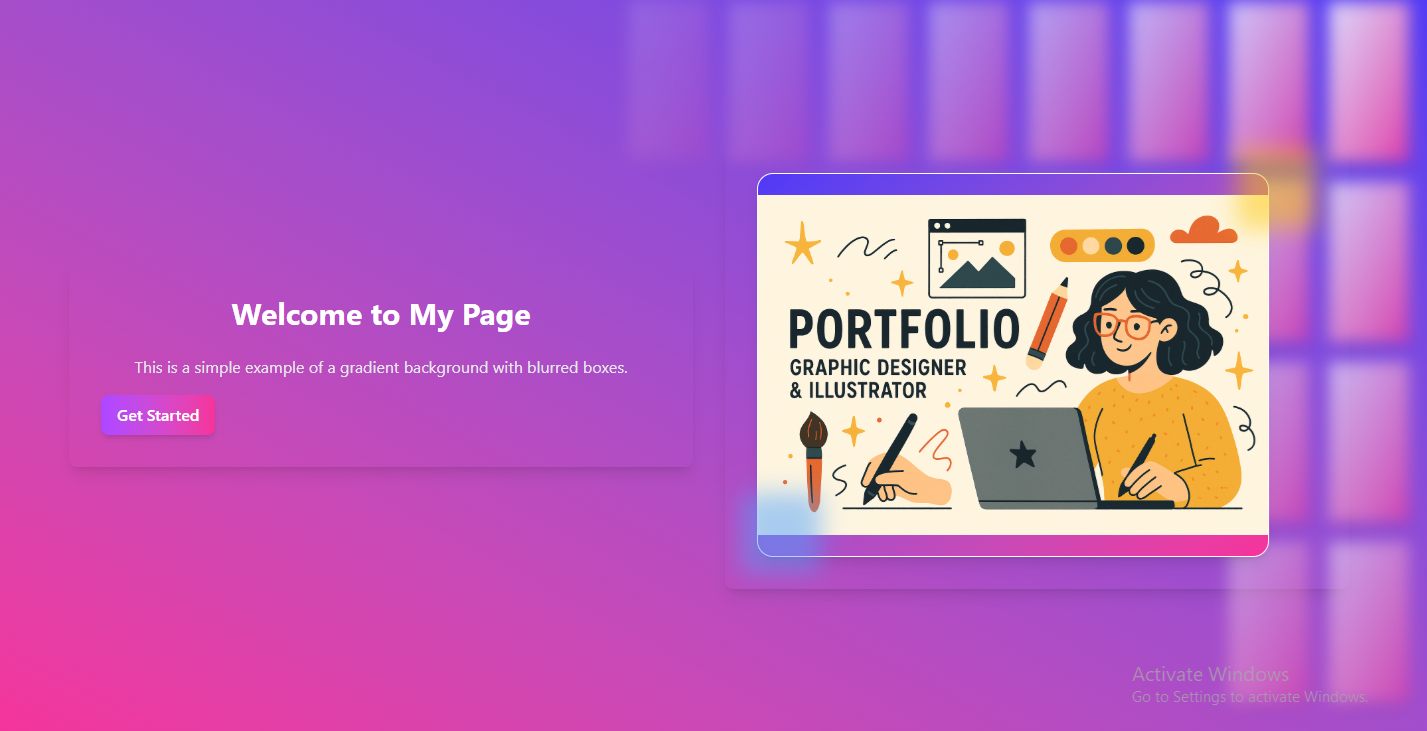 Welcome to My Page
This is a simple example of a gradient background with blurred boxes.
Get Started
PORTFOLIO
GRAPHIC DESIGNER
& ILLUSTRATOR
Activate Windows
Go to Settings to activate Windows.